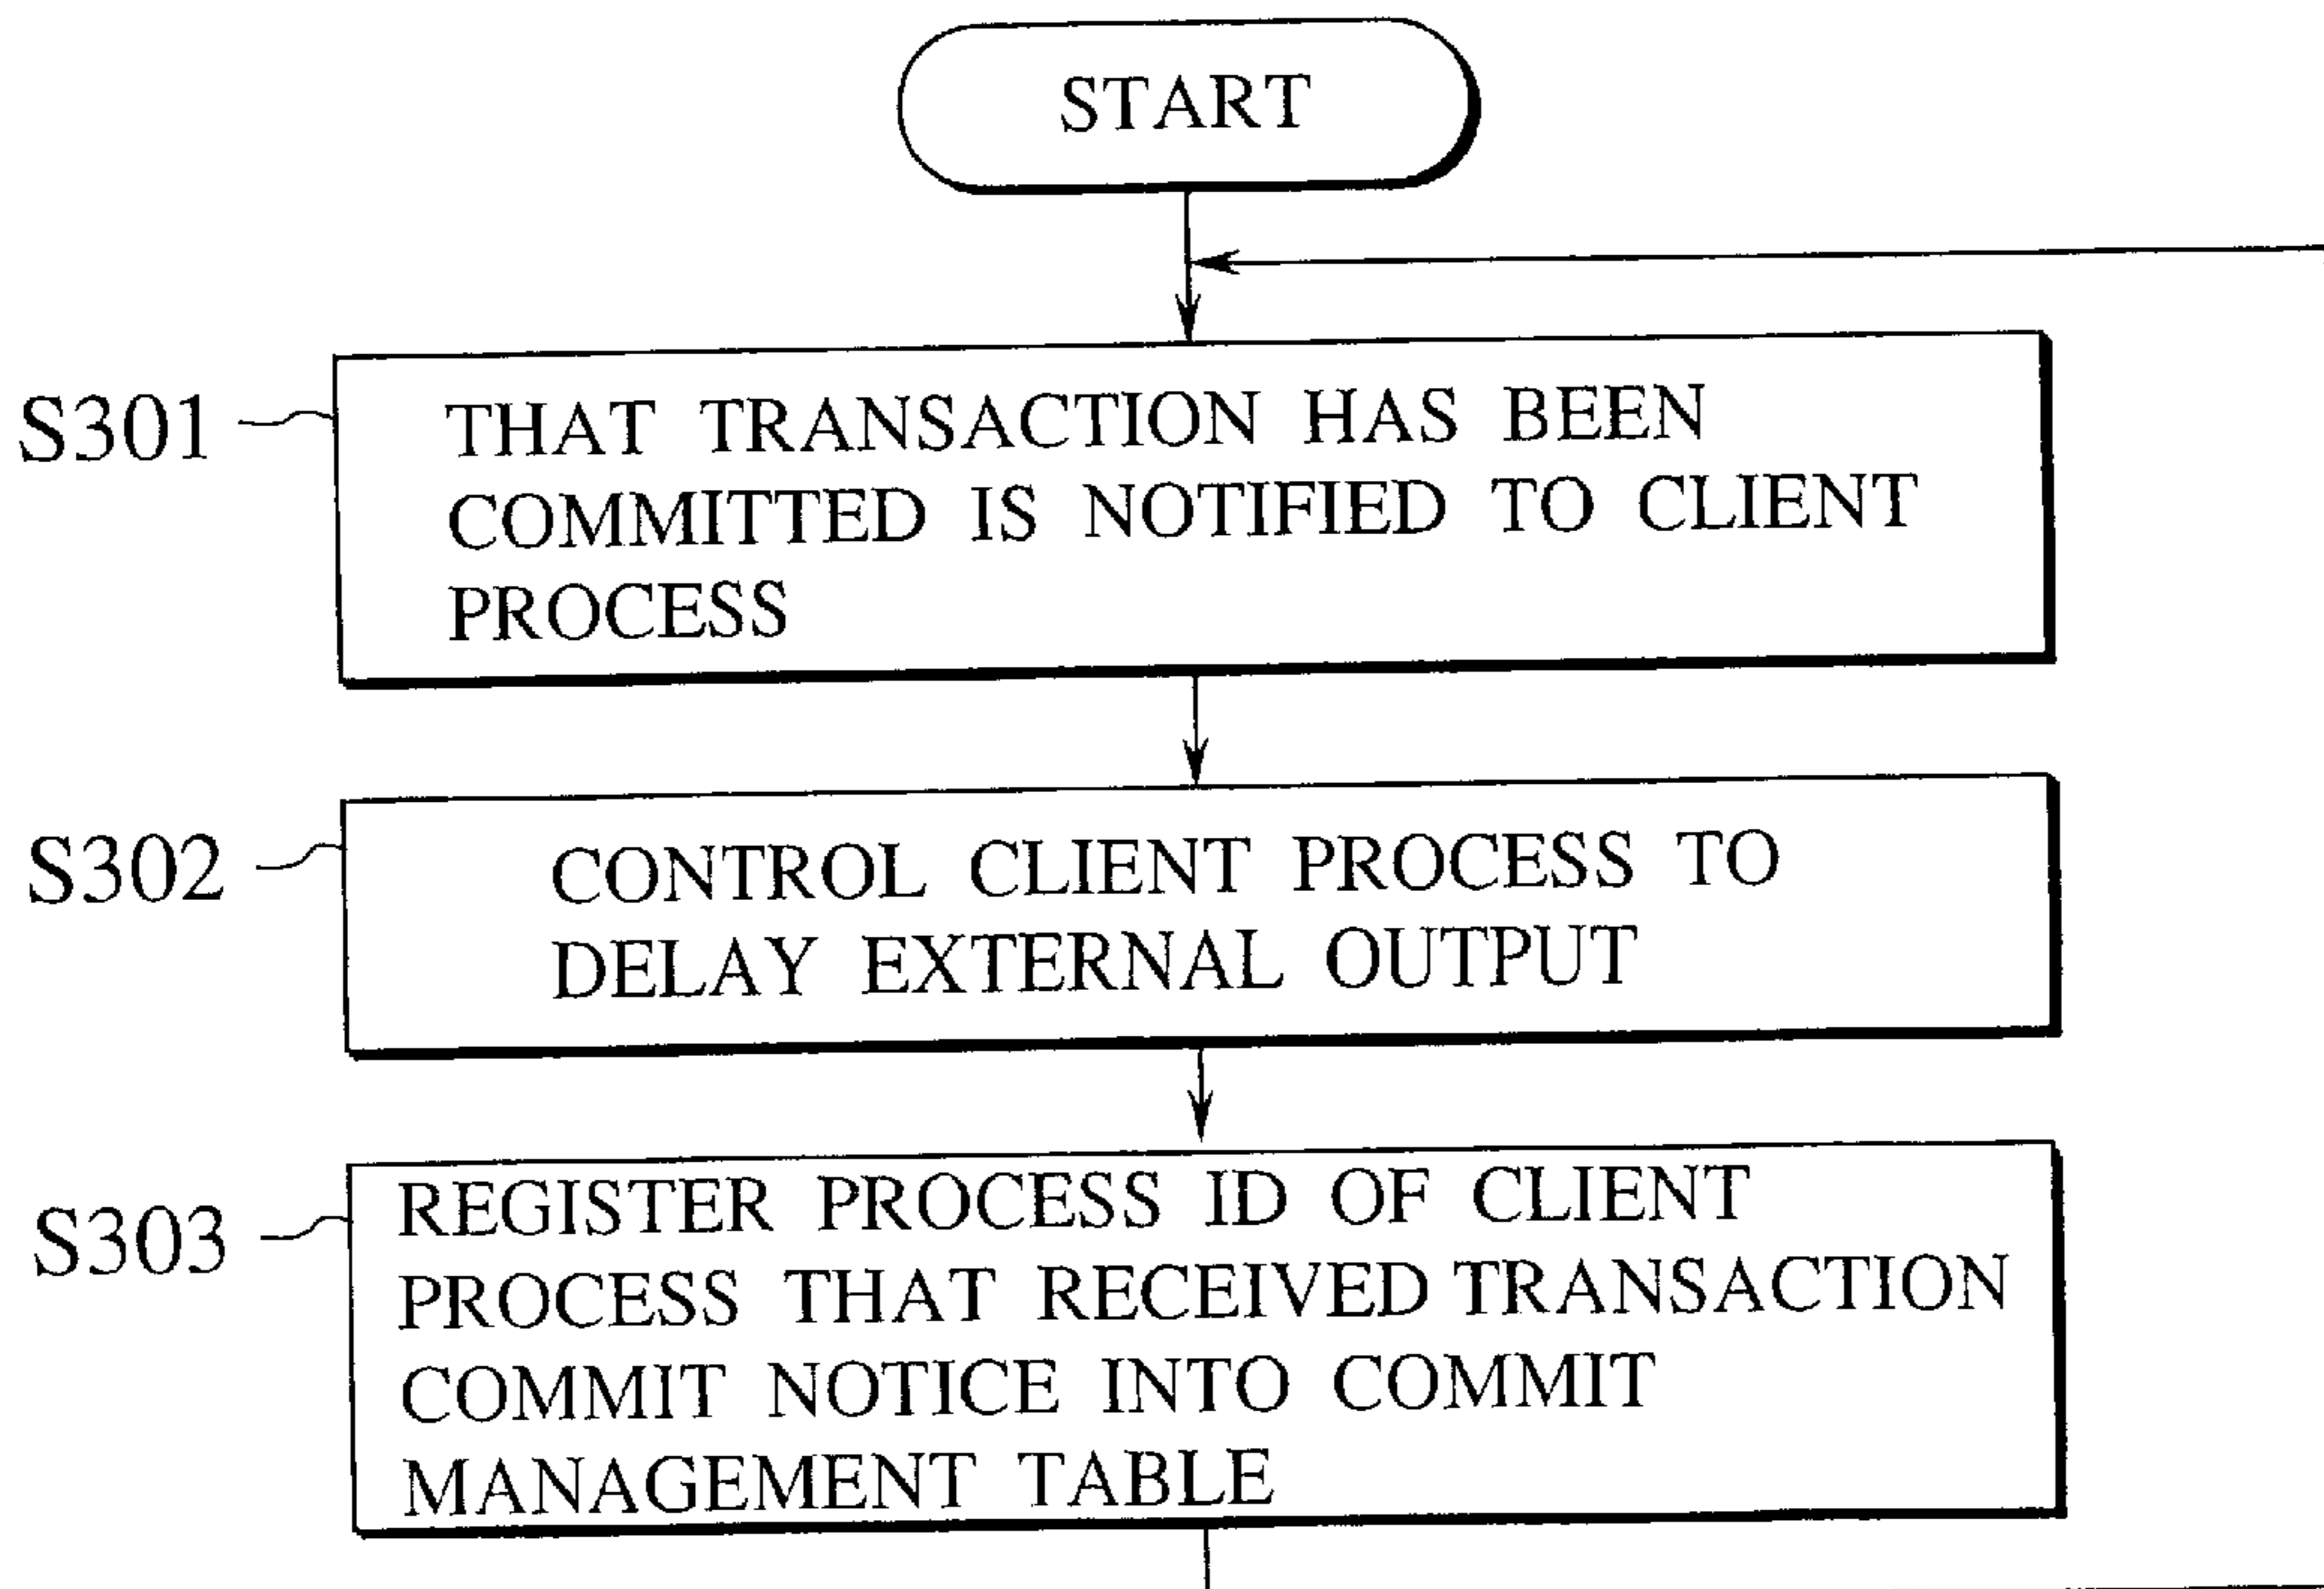 START
S301
THAT TRANSACTION HAS BEEN
COMMITTED IS NOTIFIED TO CLIENT
PROCESS
S302
CONTROL CLIENT PROCESS TO
DELAY EXTERNAL OUTPUT
S303
REGISTER PROCESS ID OF CLIENT
PROCESS THAT RECEIVED TRANSACTION
COMMIT NOTICE INTO COMMIT
MANAGEMENT TABLE